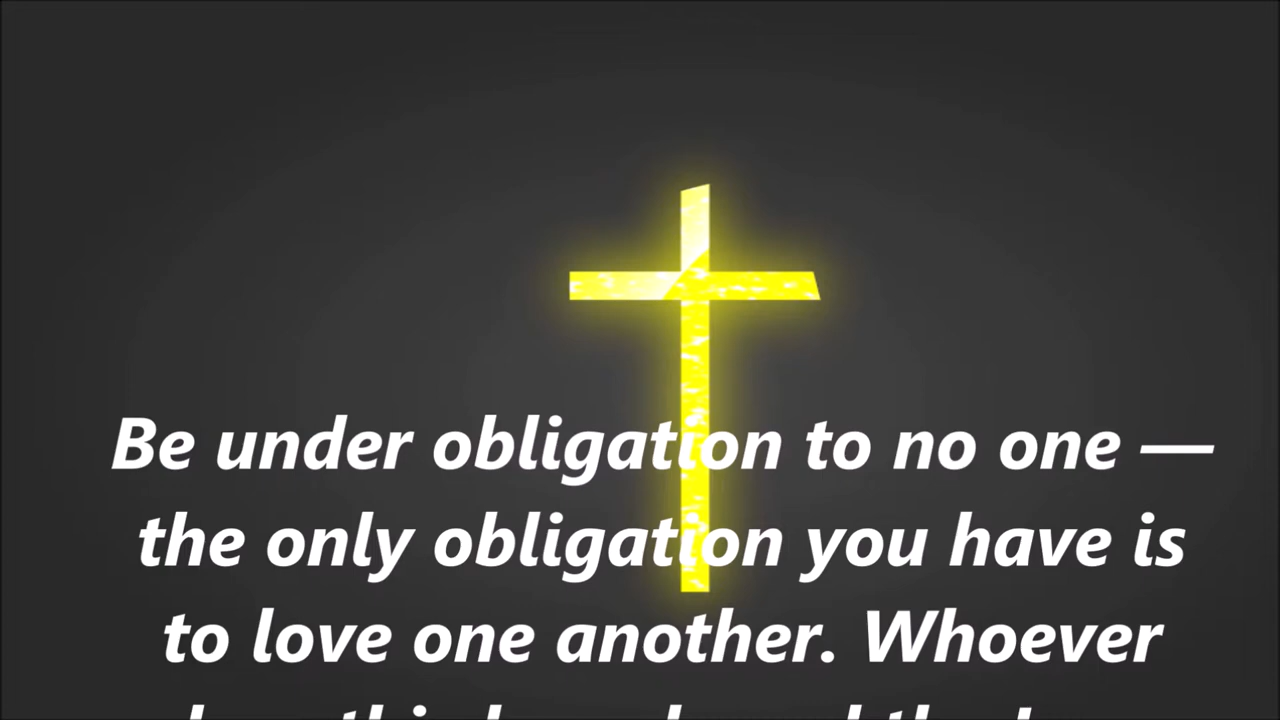 Be under obligation to no one —
the only obligation you have is
to love one another. Whoever